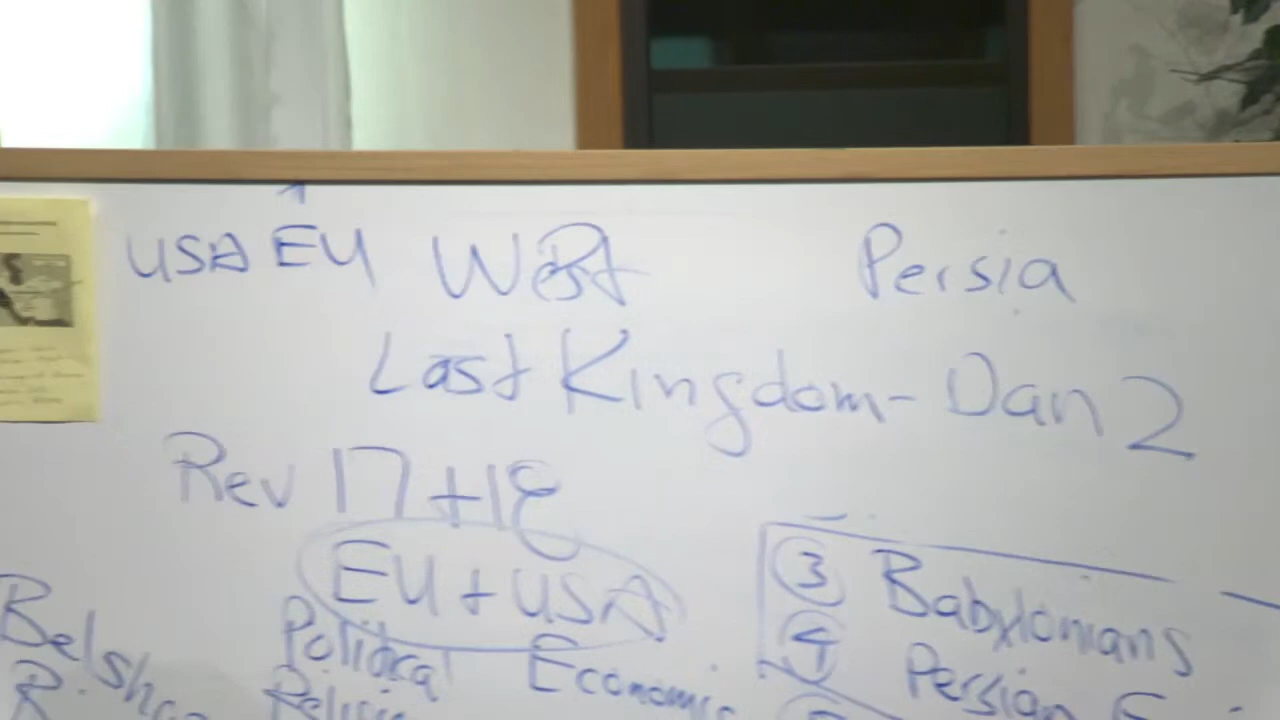 USA EU West Persia
Last Kingdom - Dan 2
Rev 17 + 18
EU + USA
③ Babylonians
④ Persian
Political Economic